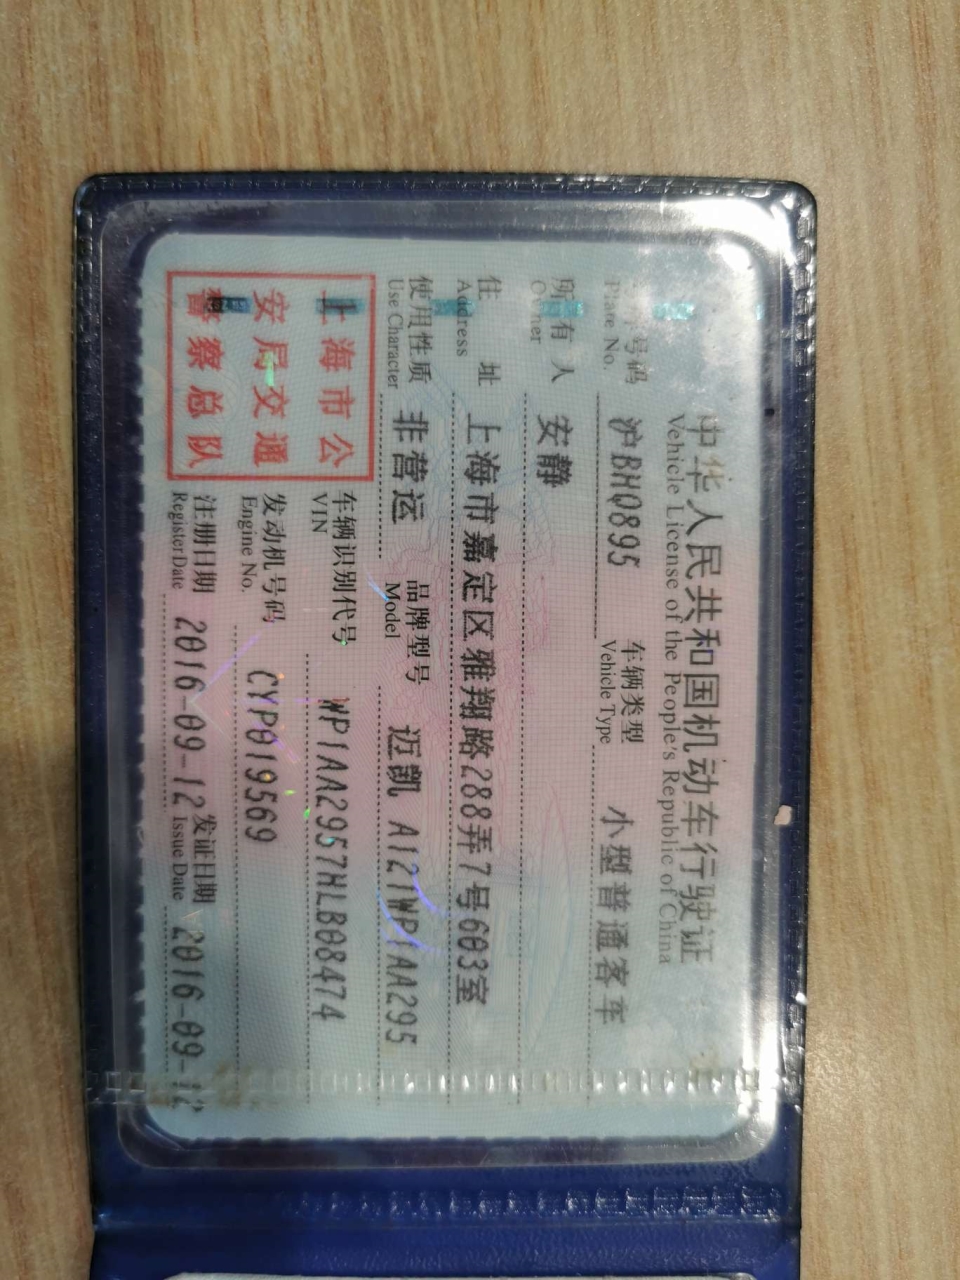 中华人民共和国机动车行驶证
Vehicle License of the People's Republic of China
号码 沪BHQ895 车辆类型 小型普通客车
Plate No. Vehicle Type
所有人 安静
Owner
住址 上海市嘉定区雅翔路288弄7号603室
Address
使用性质 非营运 品牌型号 迈凯 A121WP1AA295
Use Character Model
车辆识别代号 WP1AA2957HLB08474
VIN
发动机号码 CYP019569
Engine No.
注册日期 2016-09-12 发证日期 2016-09-12
Register Date Issue Date
上海市公
安局交通
警察总队